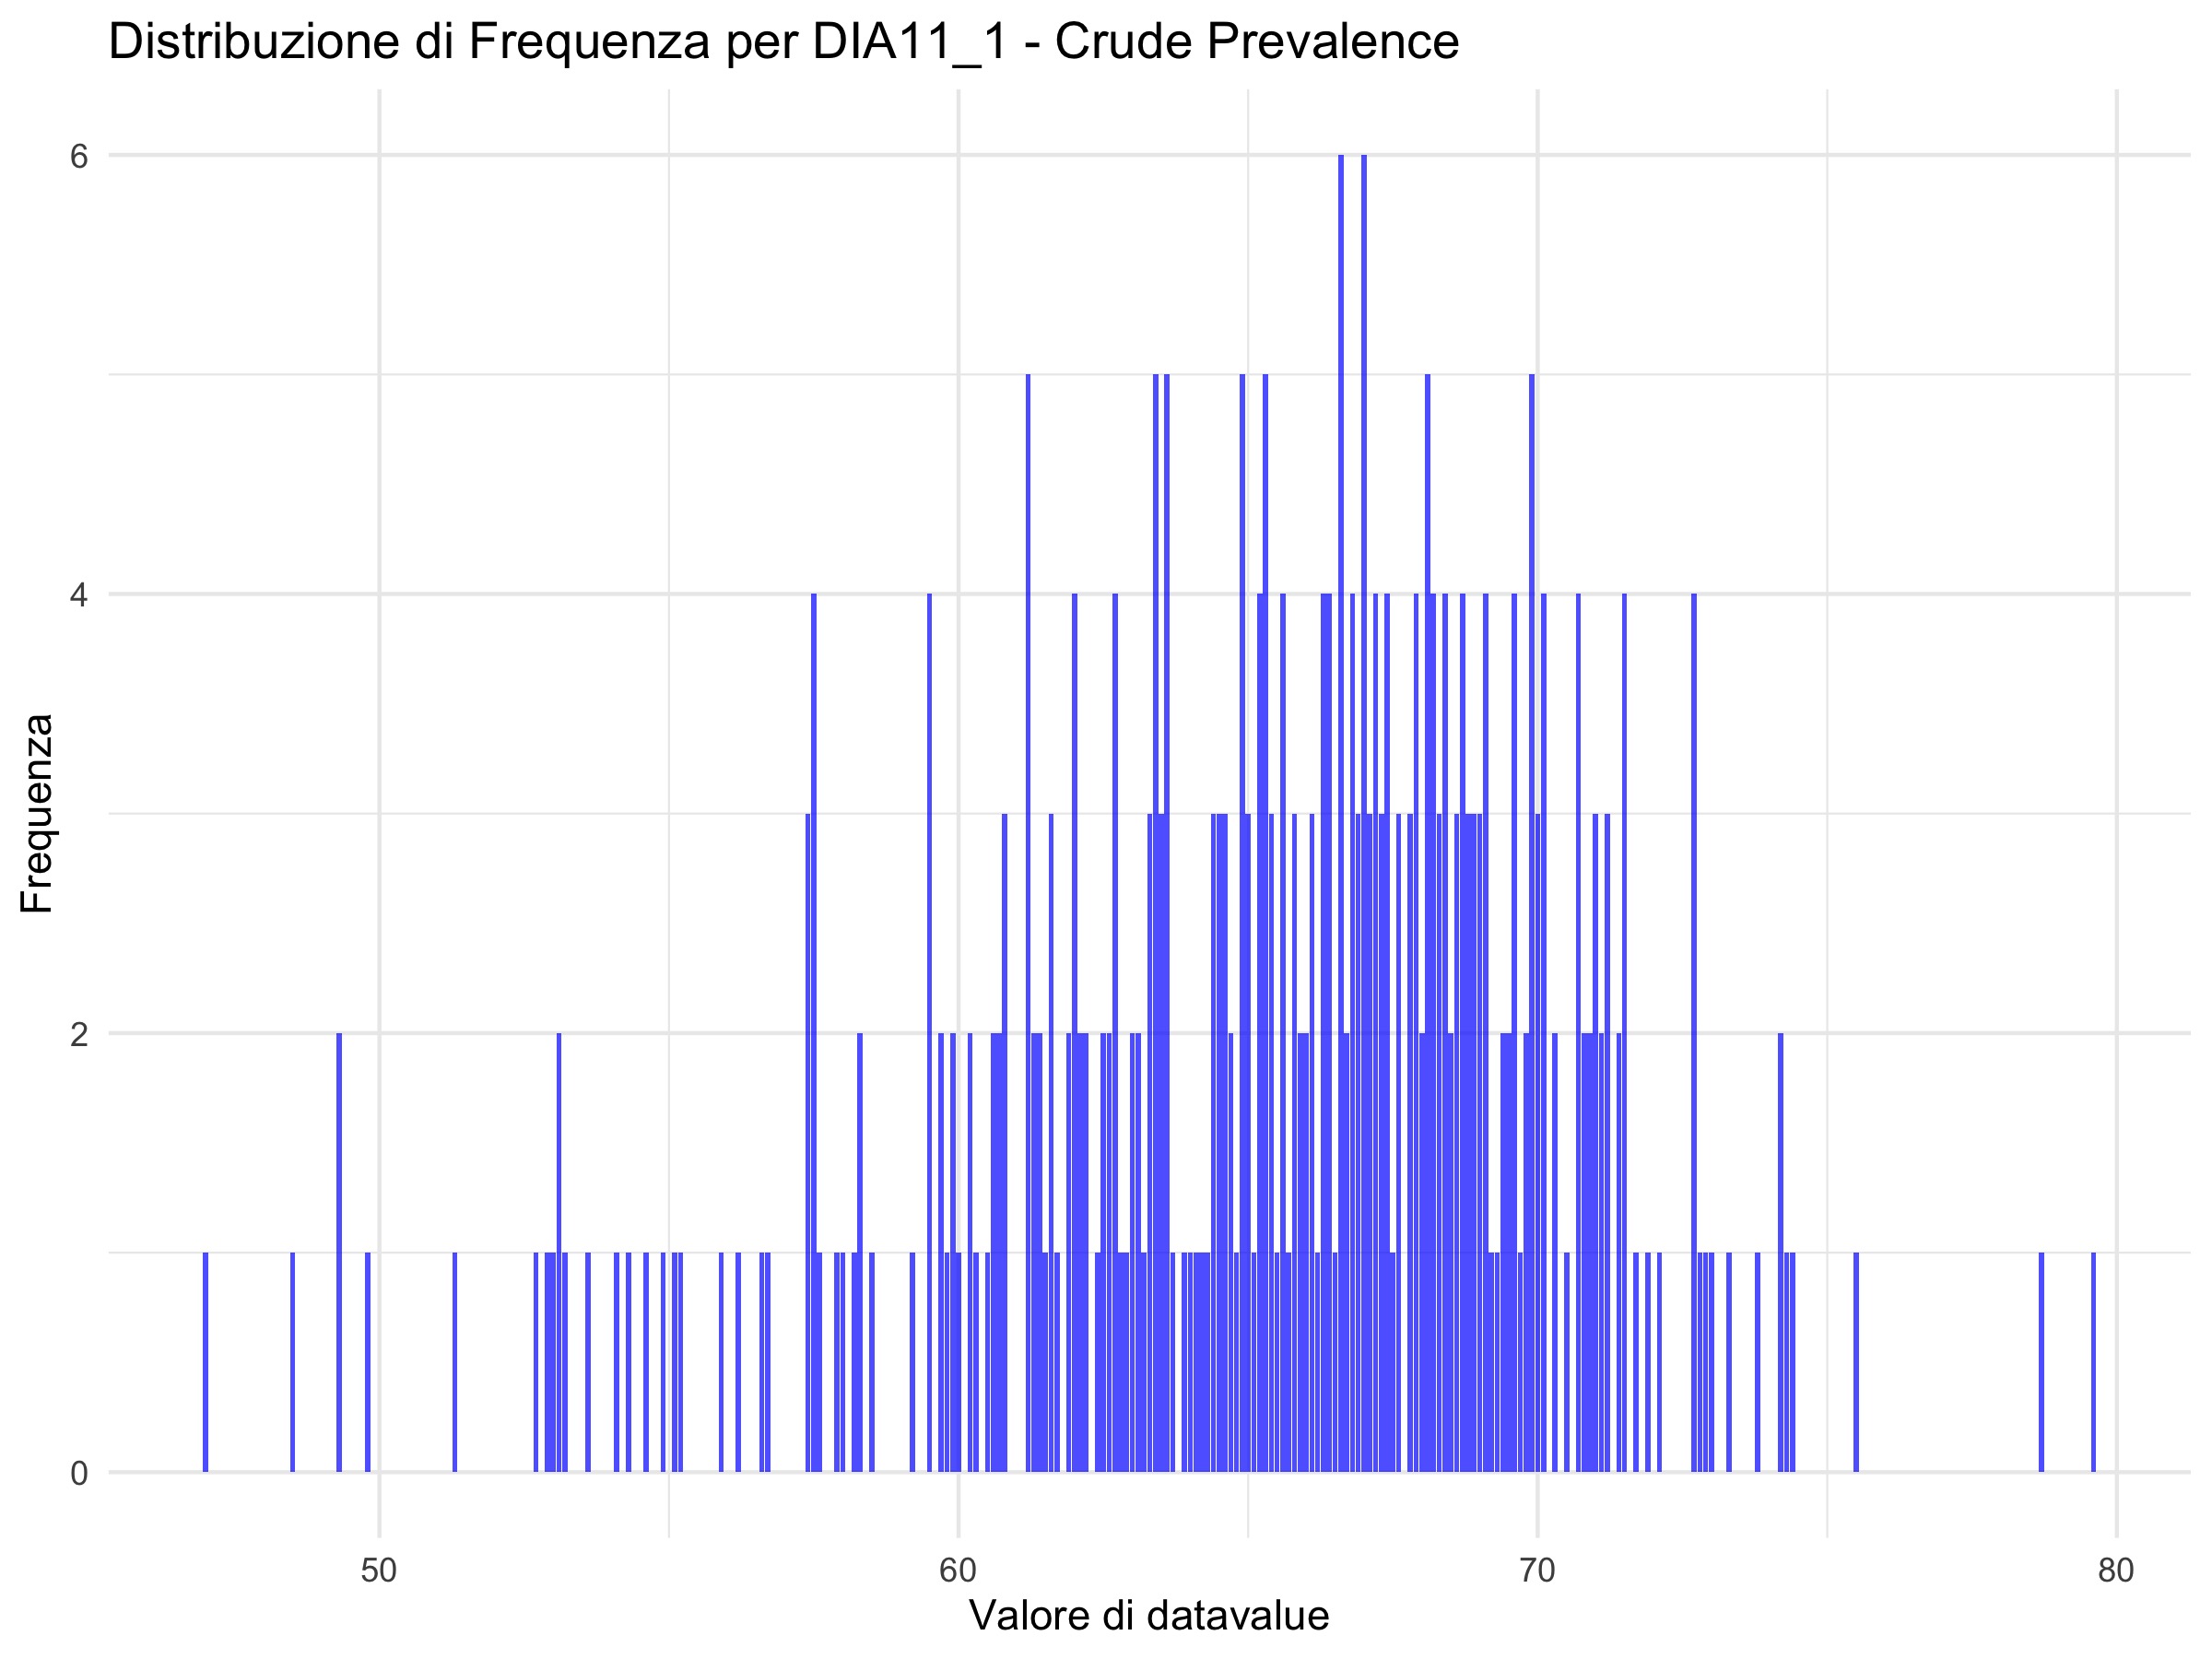 Distribuzione di Frequenza per DIA11_1 - Crude Prevalence
6
4
2
0
Frequenza
50 60 70 80
Valore di datavalue